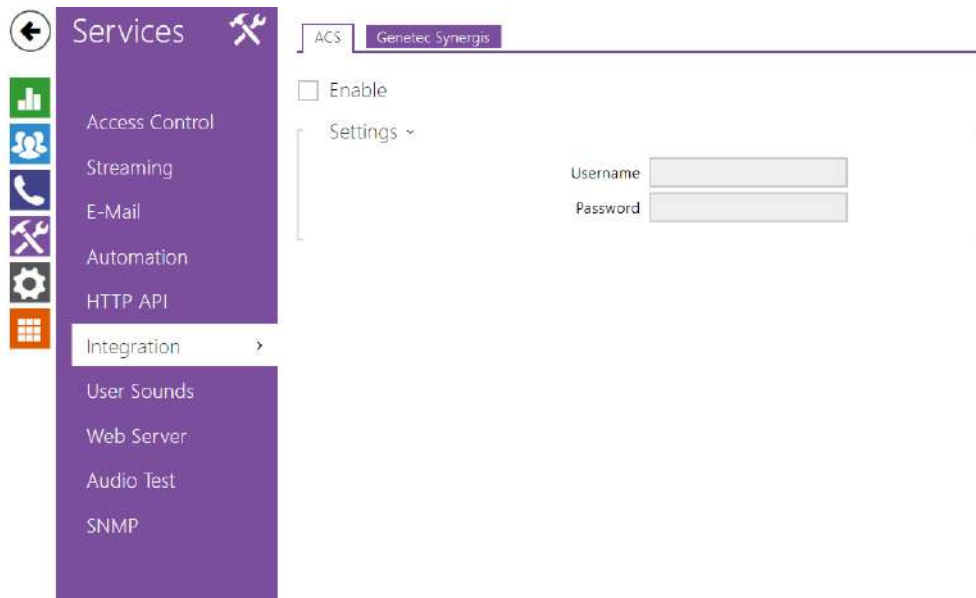 Services
Access Control
Streaming
E-Mail
Automation
HTTP API
Integration
User Sounds
Web Server
Audio Test
SNMP
ACS Genetec Synergis
Enable
Settings
Username
Password